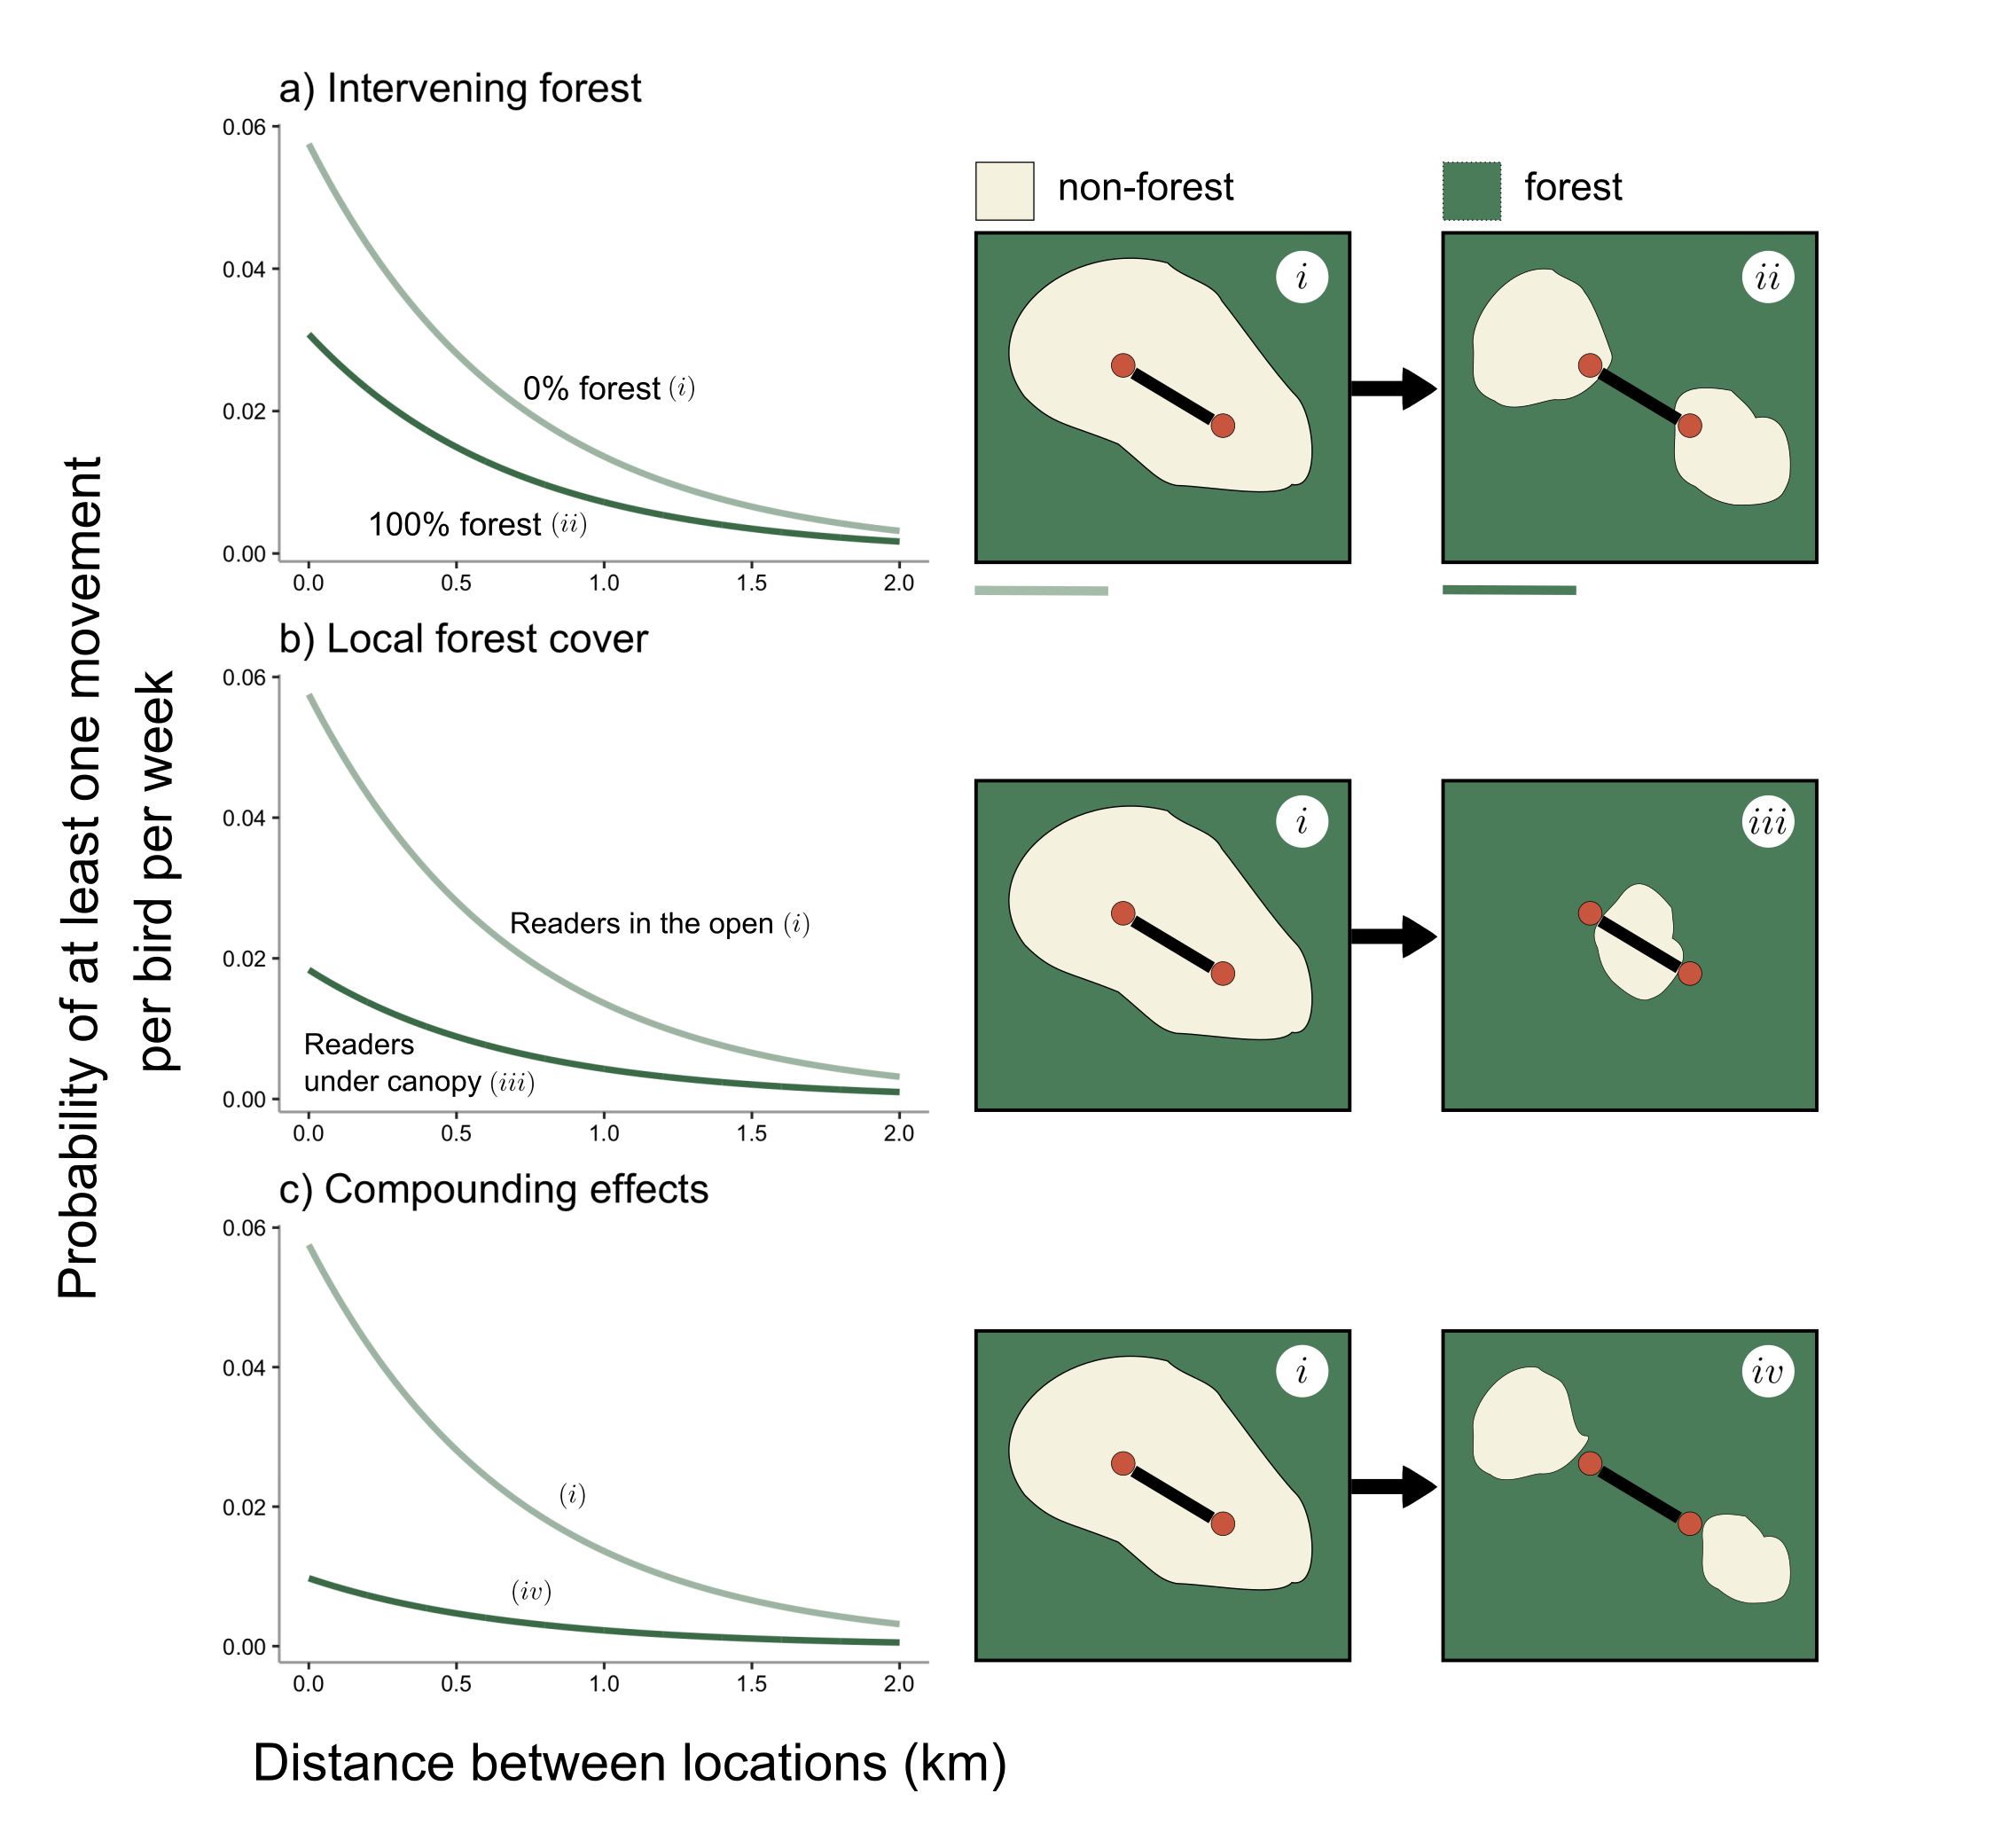 Probability of at least one movement
per bird per week
a) Intervening forest
0.06
0.04
0.02
0.00
0% forest (i)
100% forest (ii)
0.0 0.5 1.0 1.5 2.0
non-forest
forest
i
ii
b) Local forest cover
0.06
0.04
0.02
0.00
Readers in the open (i)
Readers
under canopy (iii)
0.0 0.5 1.0 1.5 2.0
i
iii
c) Compounding effects
0.06
0.04
0.02
0.00
(i)
(iv)
0.0 0.5 1.0 1.5 2.0
i
iv
Distance between locations (km)